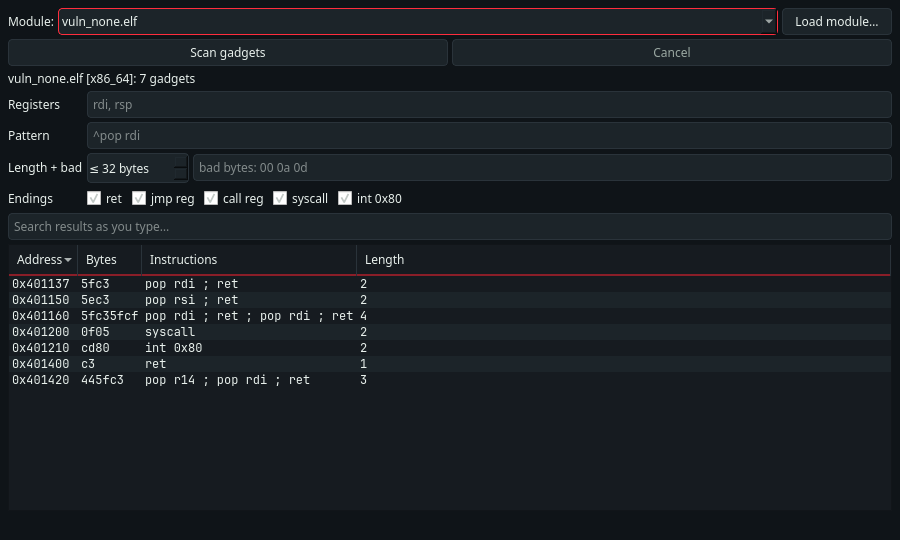 Module: vuln_none.elf Load module...
Scan gadgets Cancel
vuln_none.elf [x86_64]: 7 gadgets
Registers rdi, rsp
Pattern ^pop rdi
Length + bad ≤ 32 bytes bad bytes: 00 0a 0d
Endings ret jmp reg call reg syscall int 0x80
Search results as you type...
Address Bytes Instructions Length
0x401137 5fc3 pop rdi ; ret 2
0x401150 5ec3 pop rsi ; ret 2
0x401160 5fc35fcf pop rdi ; ret ; pop rdi ; ret 4
0x401200 0f05 syscall 2
0x401210 cd80 int 0x80 2
0x401400 c3 ret 1
0x401420 445fc3 pop r14 ; pop rdi ; ret 3